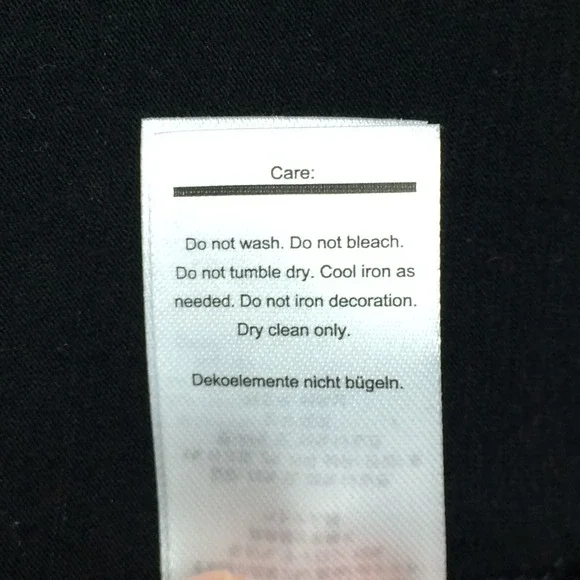 Care:
Do not wash. Do not bleach.
Do not tumble dry. Cool iron as
needed. Do not iron decoration.
Dry clean only.
Dekoelemente nicht bügeln.